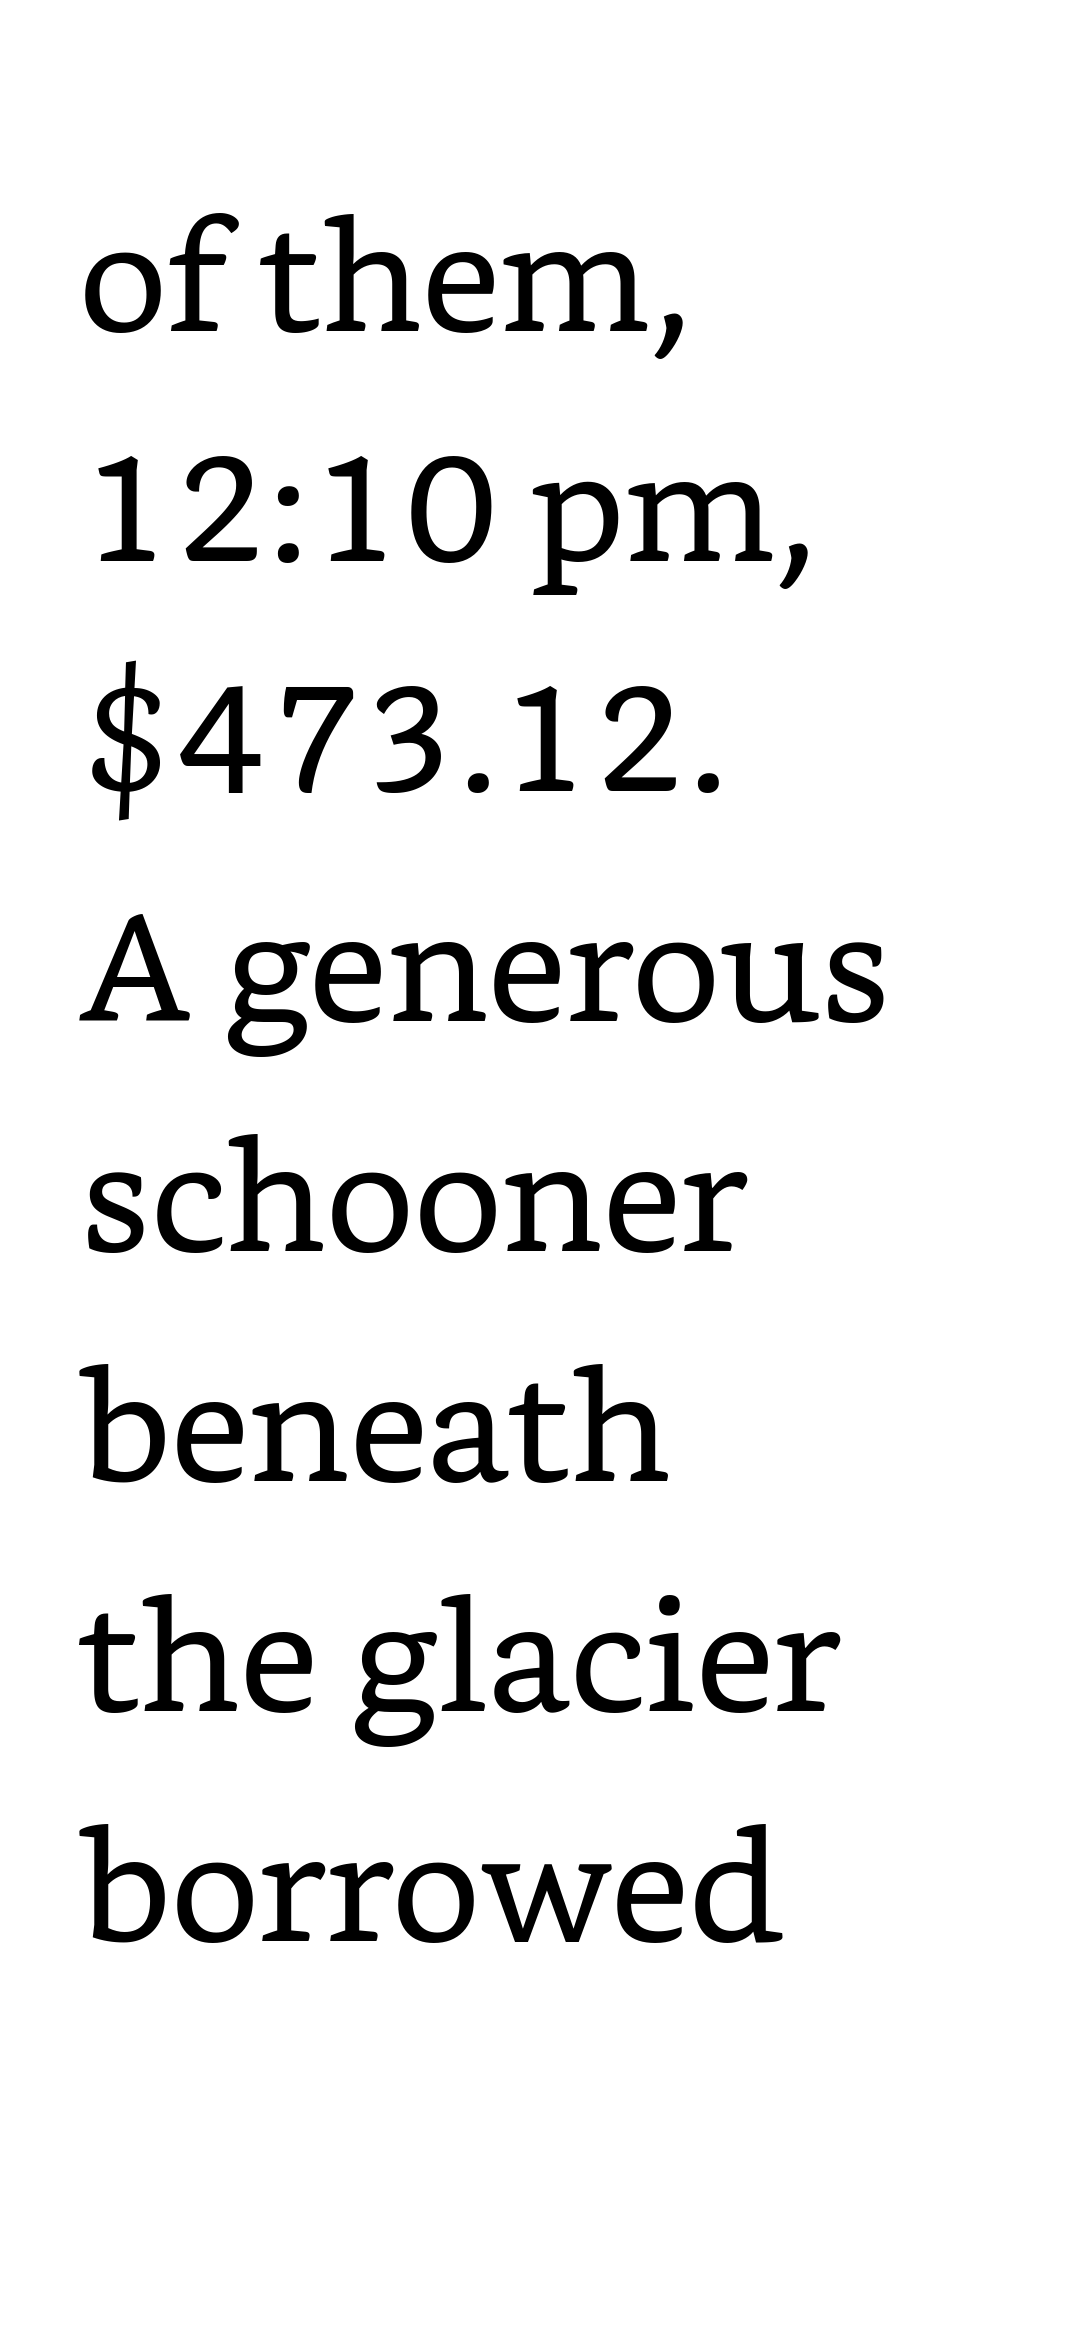 of them,
12:10 pm,
$473.12.
A generous
schooner
beneath
the glacier
borrowed